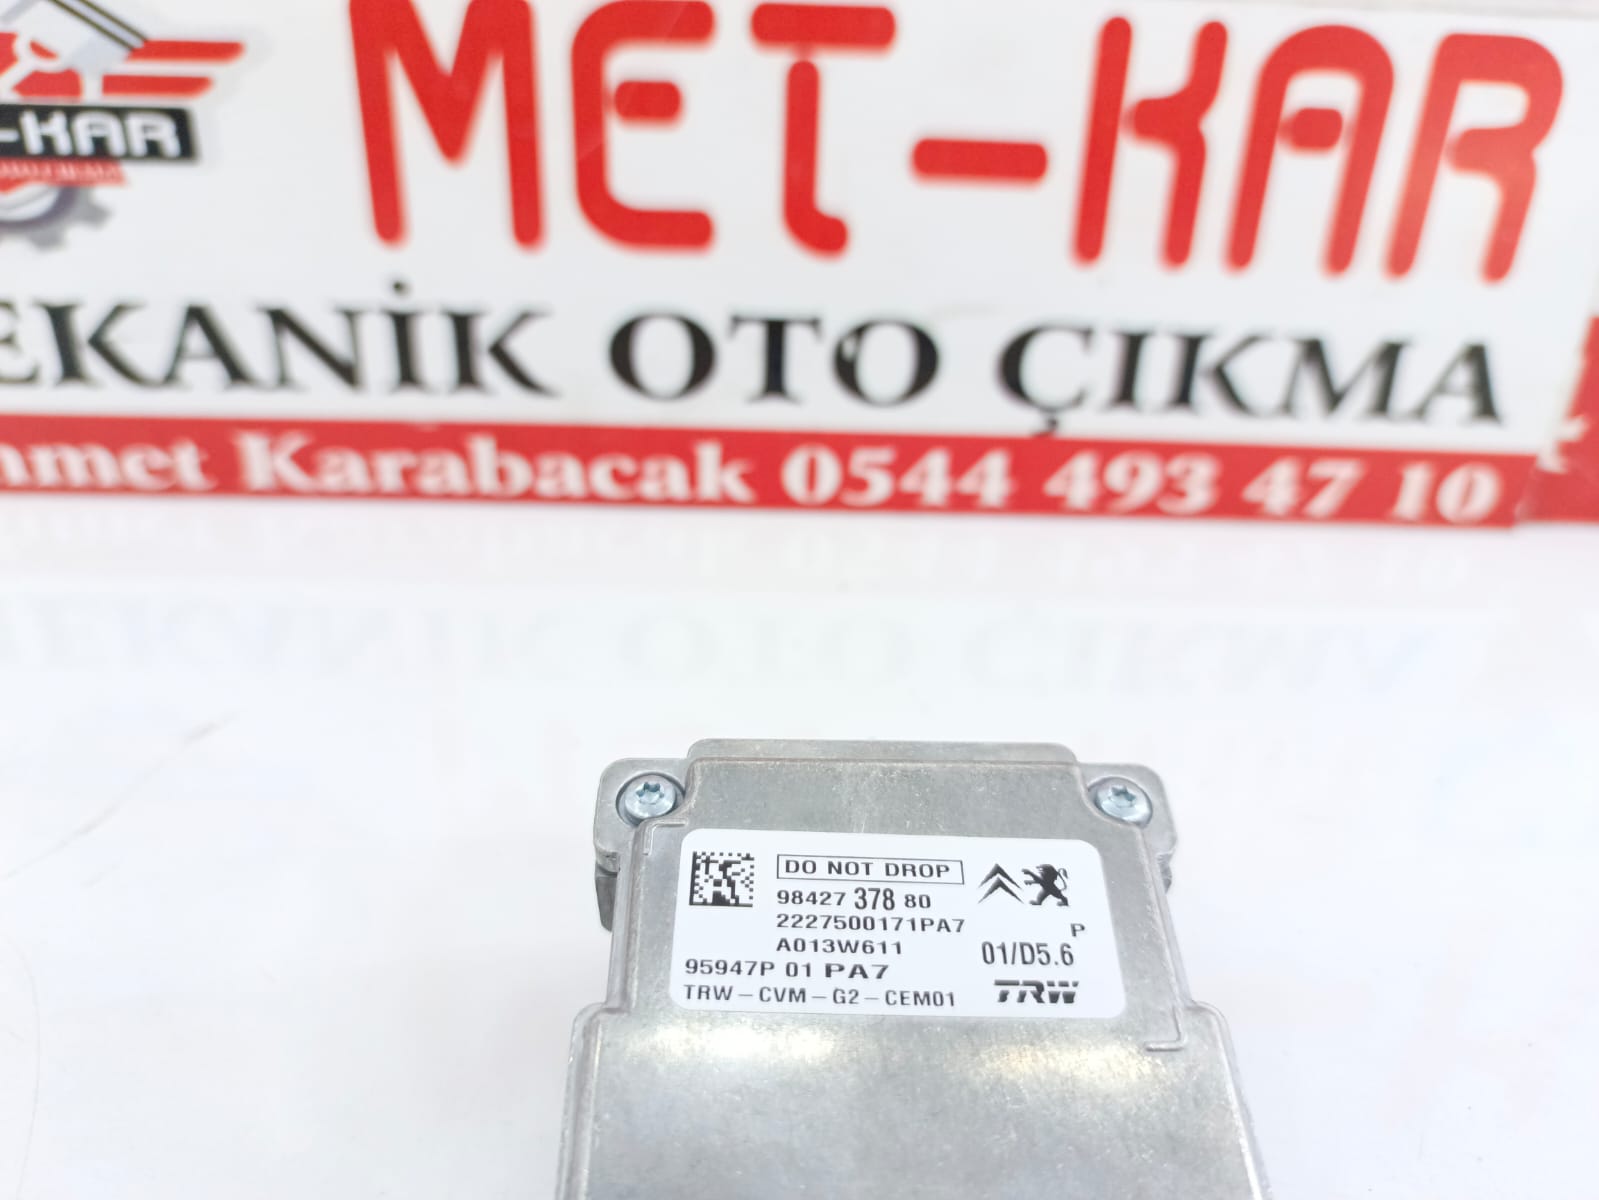 MET-KAR
-KAR
EKANİK OTO ÇIKMA
hmet Karabacak 0544 493 47 10
DO NOT DROP
98427 378 80
2227500171PA7
P
A013W611
01/D5.6
95947P 01 PA7
TRW-CVM-G2-CEM01
TRW